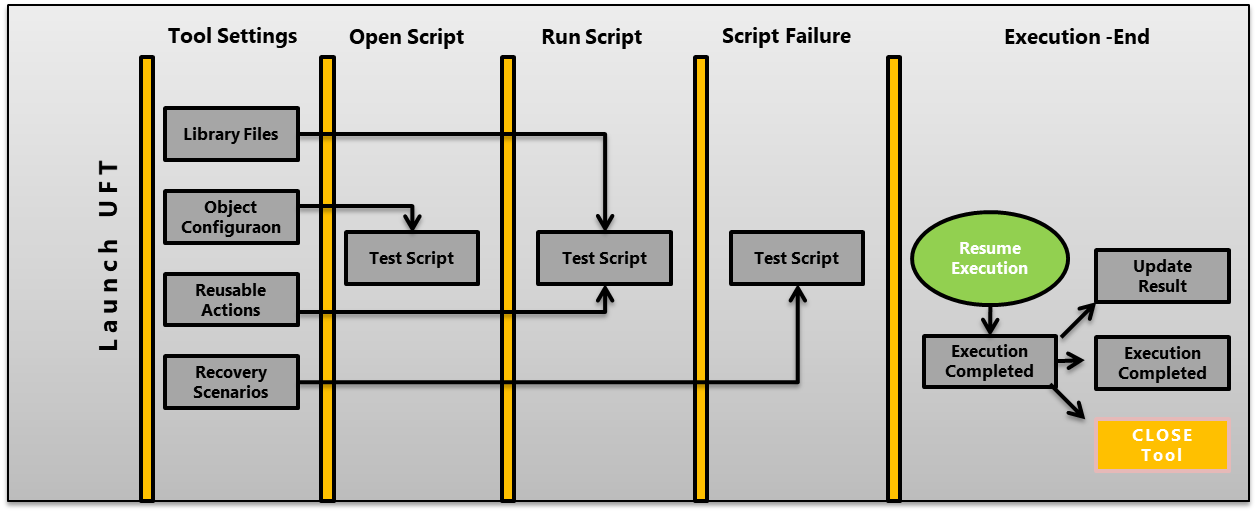 Tool Settings
Open Script
Run Script
Script Failure
Execution -End
Launch UFT
Library Files
Object
Configuraon
Reusable
Actions
Recovery
Scenarios
Test Script
Test Script
Test Script
Resume
Execution
Execution
Completed
Update
Result
Execution
Completed
CLOSE
Tool